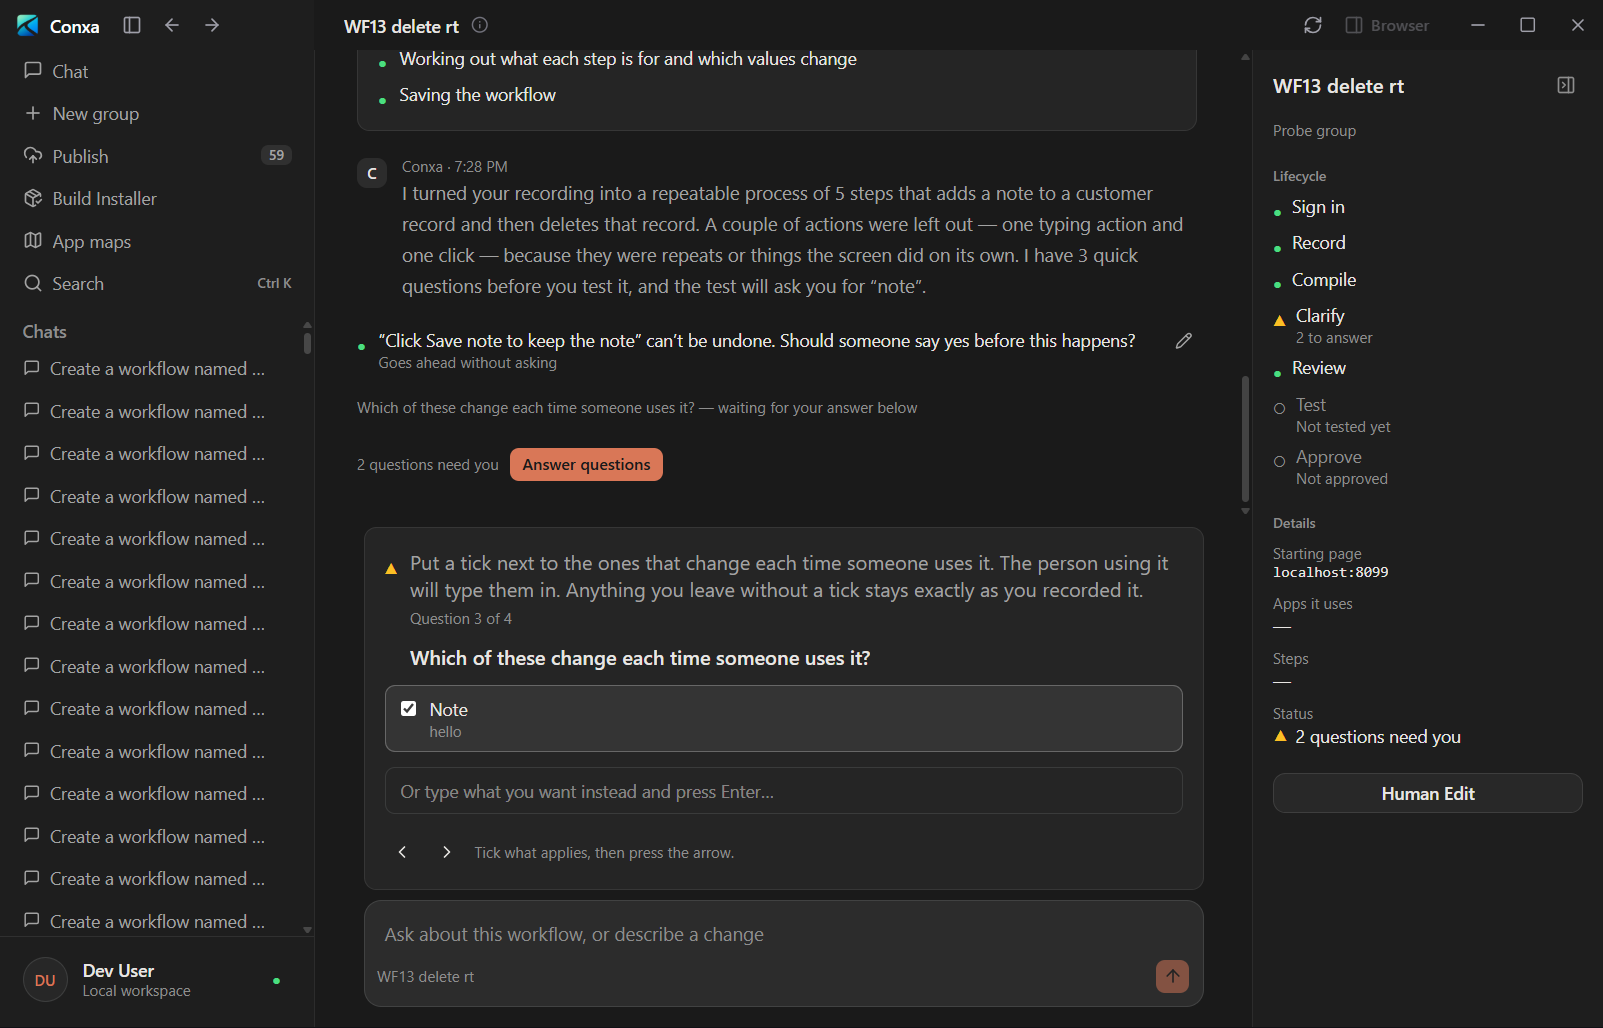 Conxa
WF13 delete rt
Browser
Chat
New group
Publish
59
Build Installer
App maps
Search
Ctrl K
Chats
Create a workflow named ...
Create a workflow named ...
Create a workflow named ...
Create a workflow named ...
Create a workflow named ...
Create a workflow named ...
Create a workflow named ...
Create a workflow named ...
Create a workflow named ...
Create a workflow named ...
Create a workflow named ...
Create a workflow named ...
Create a workflow named ...
Create a workflow named ...
DU
Dev User
Local workspace
Working out what each step is for and which values change
Saving the workflow
C
Conxa · 7:28 PM
I turned your recording into a repeatable process of 5 steps that adds a note to a customer
record and then deletes that record. A couple of actions were left out — one typing action and
one click — because they were repeats or things the screen did on its own. I have 3 quick
questions before you test it, and the test will ask you for “note”.
“Click Save note to keep the note” can’t be undone. Should someone say yes before this happens?
Goes ahead without asking
Which of these change each time someone uses it? — waiting for your answer below
2 questions need you
Answer questions
Put a tick next to the ones that change each time someone uses it. The person using it
will type them in. Anything you leave without a tick stays exactly as you recorded it.
Question 3 of 4
Which of these change each time someone uses it?
Note
hello
Or type what you want instead and press Enter...
Tick what applies, then press the arrow.
Ask about this workflow, or describe a change
WF13 delete rt
WF13 delete rt
Probe group
Lifecycle
Sign in
Record
Compile
Clarify
2 to answer
Review
Test
Not tested yet
Approve
Not approved
Details
Starting page
localhost:8099
Apps it uses
—
Steps
—
Status
2 questions need you
Human Edit